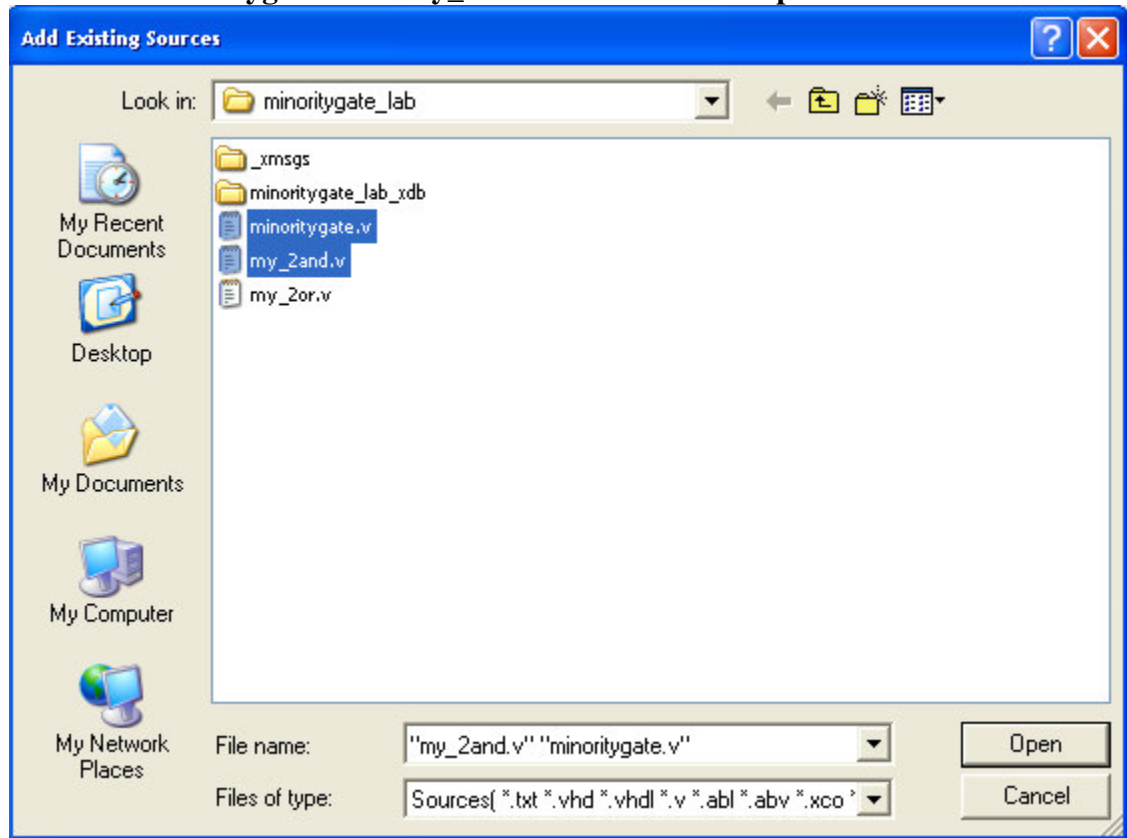 Add Existing Sources
Look in: minoritygate_lab
_xmsgs
minoritygate_lab_xdb
minoritygate.v
my_2and.v
my_2or.v
My Recent
Documents
Desktop
My Documents
My Computer
My Network
Places
File name: "my_2and.v" "minoritygate.v" Open
Files of type: Sources( *.txt *.vhd *.vhdl *.v *.abl *.abv *.xco * Cancel